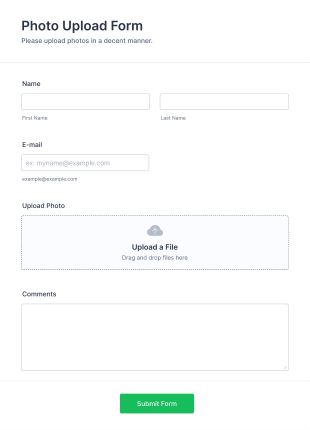 Photo Upload Form
Please upload photos in a decent manner.
Name
First Name Last Name
E-mail
ex: myname@example.com
example@example.com
Upload Photo
Upload a File
Drag and drop files here
Comments
Submit Form